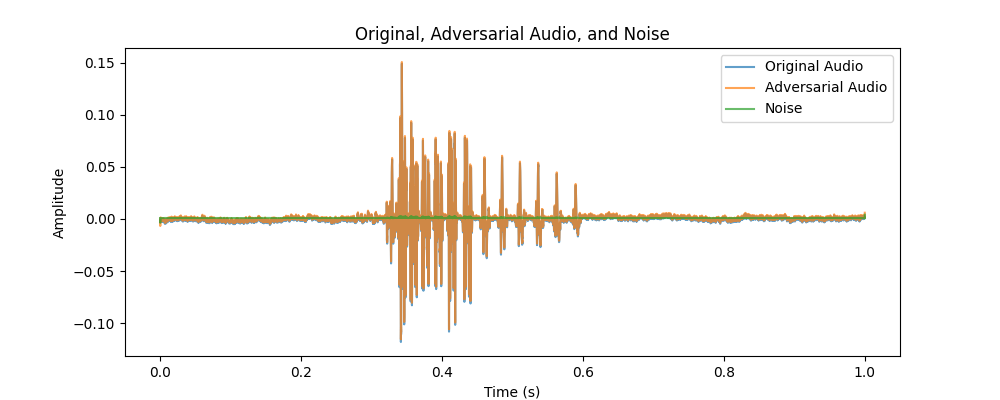 Original, Adversarial Audio, and Noise
Original Audio
Adversarial Audio
Noise
Amplitude
0.15
0.10
0.05
0.00
−0.05
−0.10
0.0 0.2 0.4 0.6 0.8 1.0
Time (s)